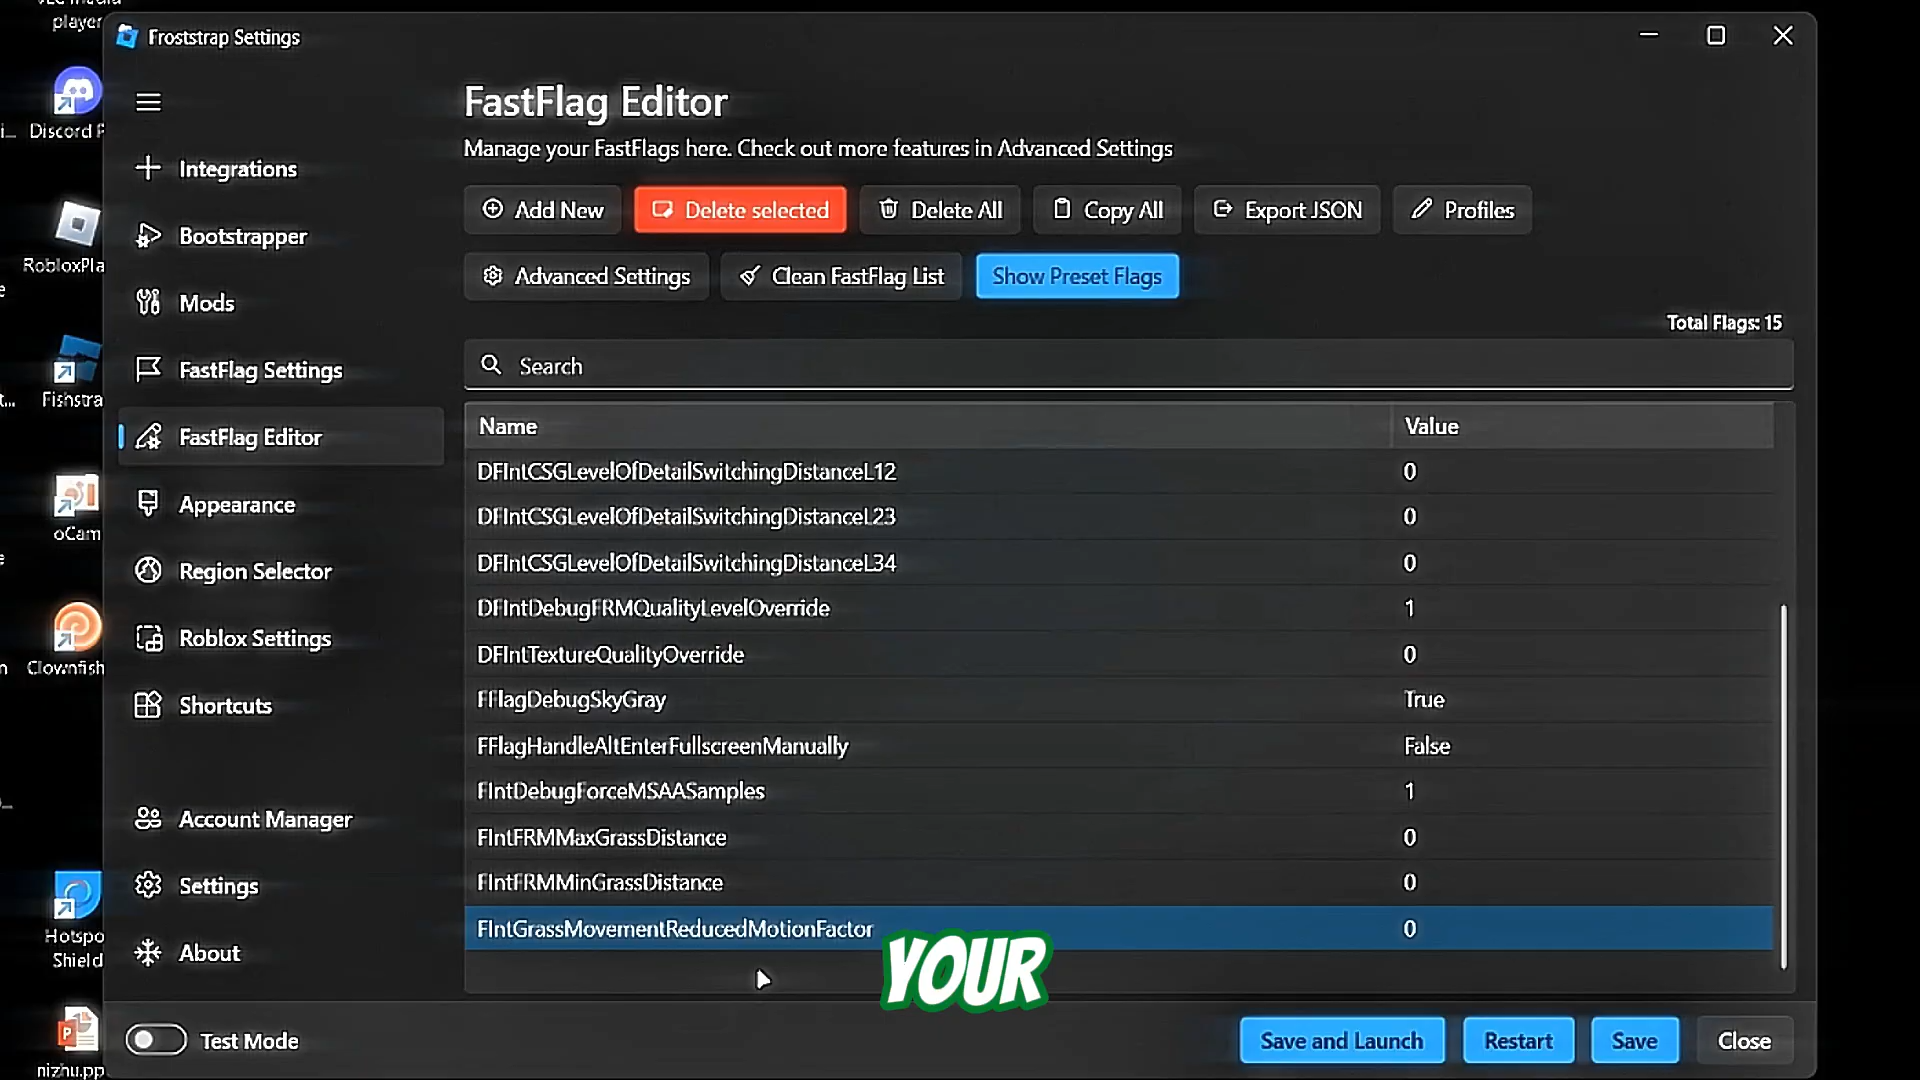 player
Froststrap Settings
FastFlag Editor
Manage your FastFlags here. Check out more features in Advanced Settings
Add New
Delete selected
Delete All
Copy All
Export JSON
Profiles
Advanced Settings
Clean FastFlag List
Show Preset Flags
Total Flags: 15
Search
Name Value
DFIntCSGLevelOfDetailSwitchingDistanceL12 0
DFIntCSGLevelOfDetailSwitchingDistanceL23 0
DFIntCSGLevelOfDetailSwitchingDistanceL34 0
DFIntDebugFRMQualityLevelOverride 1
DFIntTextureQualityOverride 0
FFlagDebugSkyGray True
FFlagHandleAltEnterFullscreenManually False
FIntDebugForceMSAASamples 1
FIntFRMMaxGrassDistance 0
FIntFRMMinGrassDistance 0
FIntGrassMovementReducedMotionFactor 0
YOUR
Integrations
Bootstrapper
Mods
FastFlag Settings
FastFlag Editor
Appearance
Region Selector
Roblox Settings
Shortcuts
Account Manager
Settings
About
Test Mode
Save and Launch
Restart
Save
Close
Discord P
RobloxPla
Fishstra
oCam
Clownfish
Hotspo
Shield
nizhu.pp